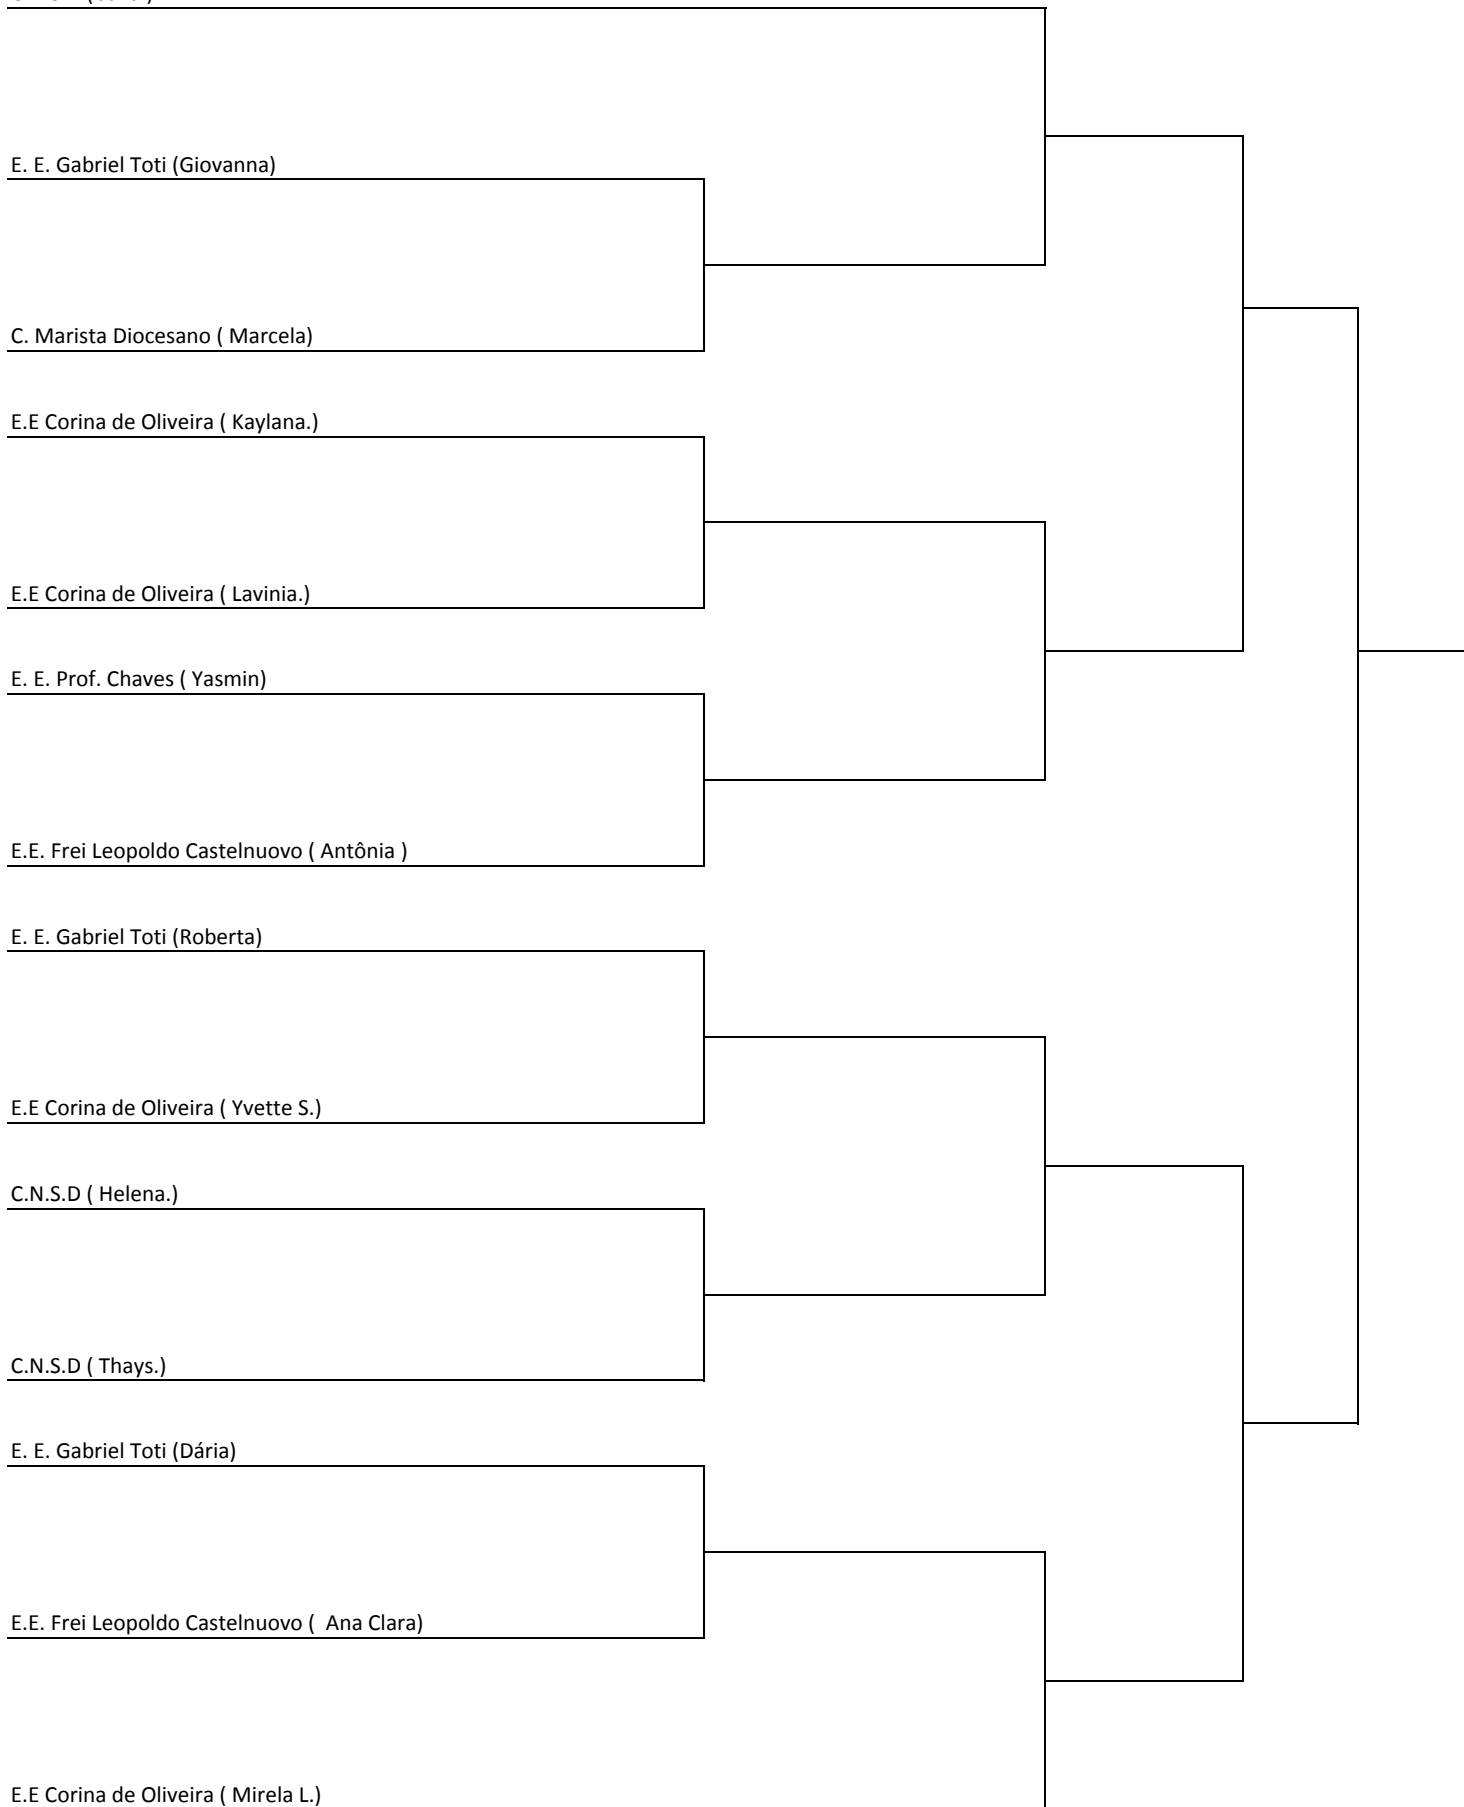 E. E. Gabriel Toti (Giovanna)
C. Marista Diocesano ( Marcela)
E.E Corina de Oliveira ( Kaylana.)
E.E Corina de Oliveira ( Lavinia.)
E. E. Prof. Chaves ( Yasmin)
E.E. Frei Leopoldo Castelnuovo ( Antônia )
E. E. Gabriel Toti (Roberta)
E.E Corina de Oliveira ( Yvette S.)
C.N.S.D ( Helena.)
C.N.S.D ( Thays.)
E. E. Gabriel Toti (Dária)
E.E. Frei Leopoldo Castelnuovo (  Ana Clara)
E.E Corina de Oliveira ( Mirela L.)